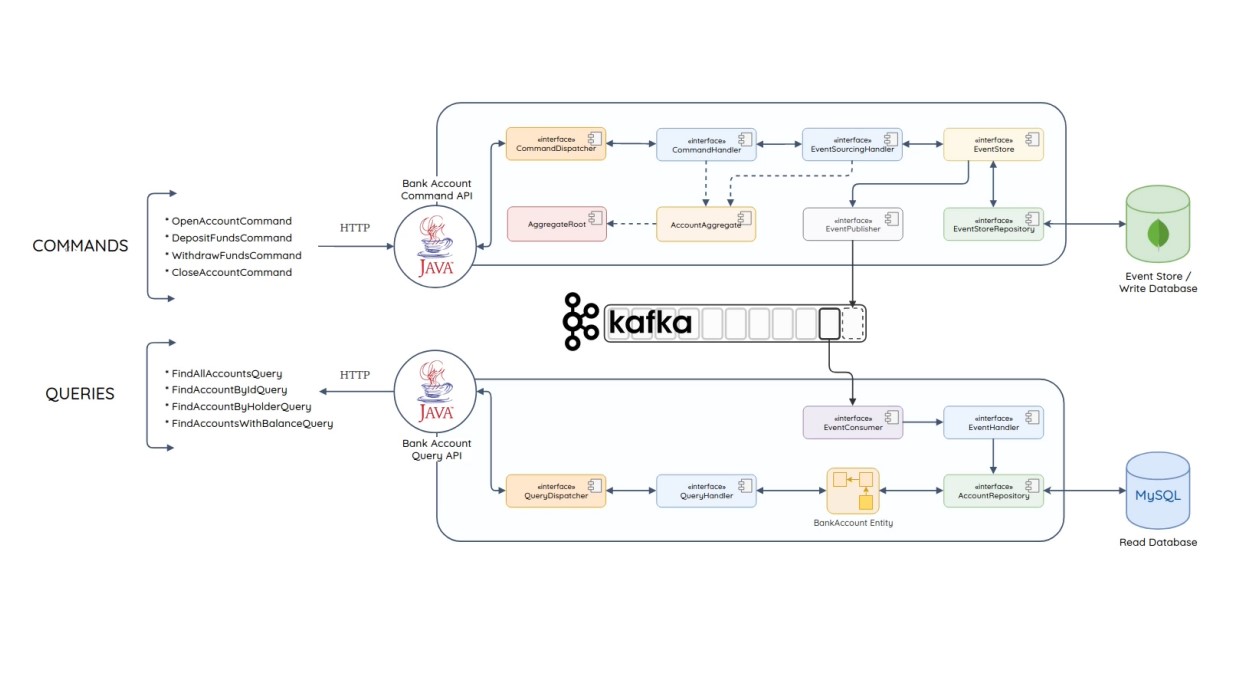 COMMANDS
* OpenAccountCommand
* DepositFundsCommand
* WithdrawFundsCommand
* CloseAccountCommand
HTTP
Bank Account
Command API
JAVA
«interface»
CommandDispatcher
«interface»
CommandHandler
«interface»
EventSourcingHandler
«interface»
EventStore
AggregateRoot
AccountAggregate
«interface»
EventPublisher
«interface»
EventStoreRepository
Event Store /
Write Database
kafka
QUERIES
* FindAllAccountsQuery
* FindAccountByIdQuery
* FindAccountByHolderQuery
* FindAccountsWithBalanceQuery
HTTP
JAVA
Bank Account
Query API
«interface»
EventConsumer
«interface»
EventHandler
«interface»
QueryDispatcher
«interface»
QueryHandler
BankAccount Entity
«interface»
AccountRepository
MySQL
Read Database